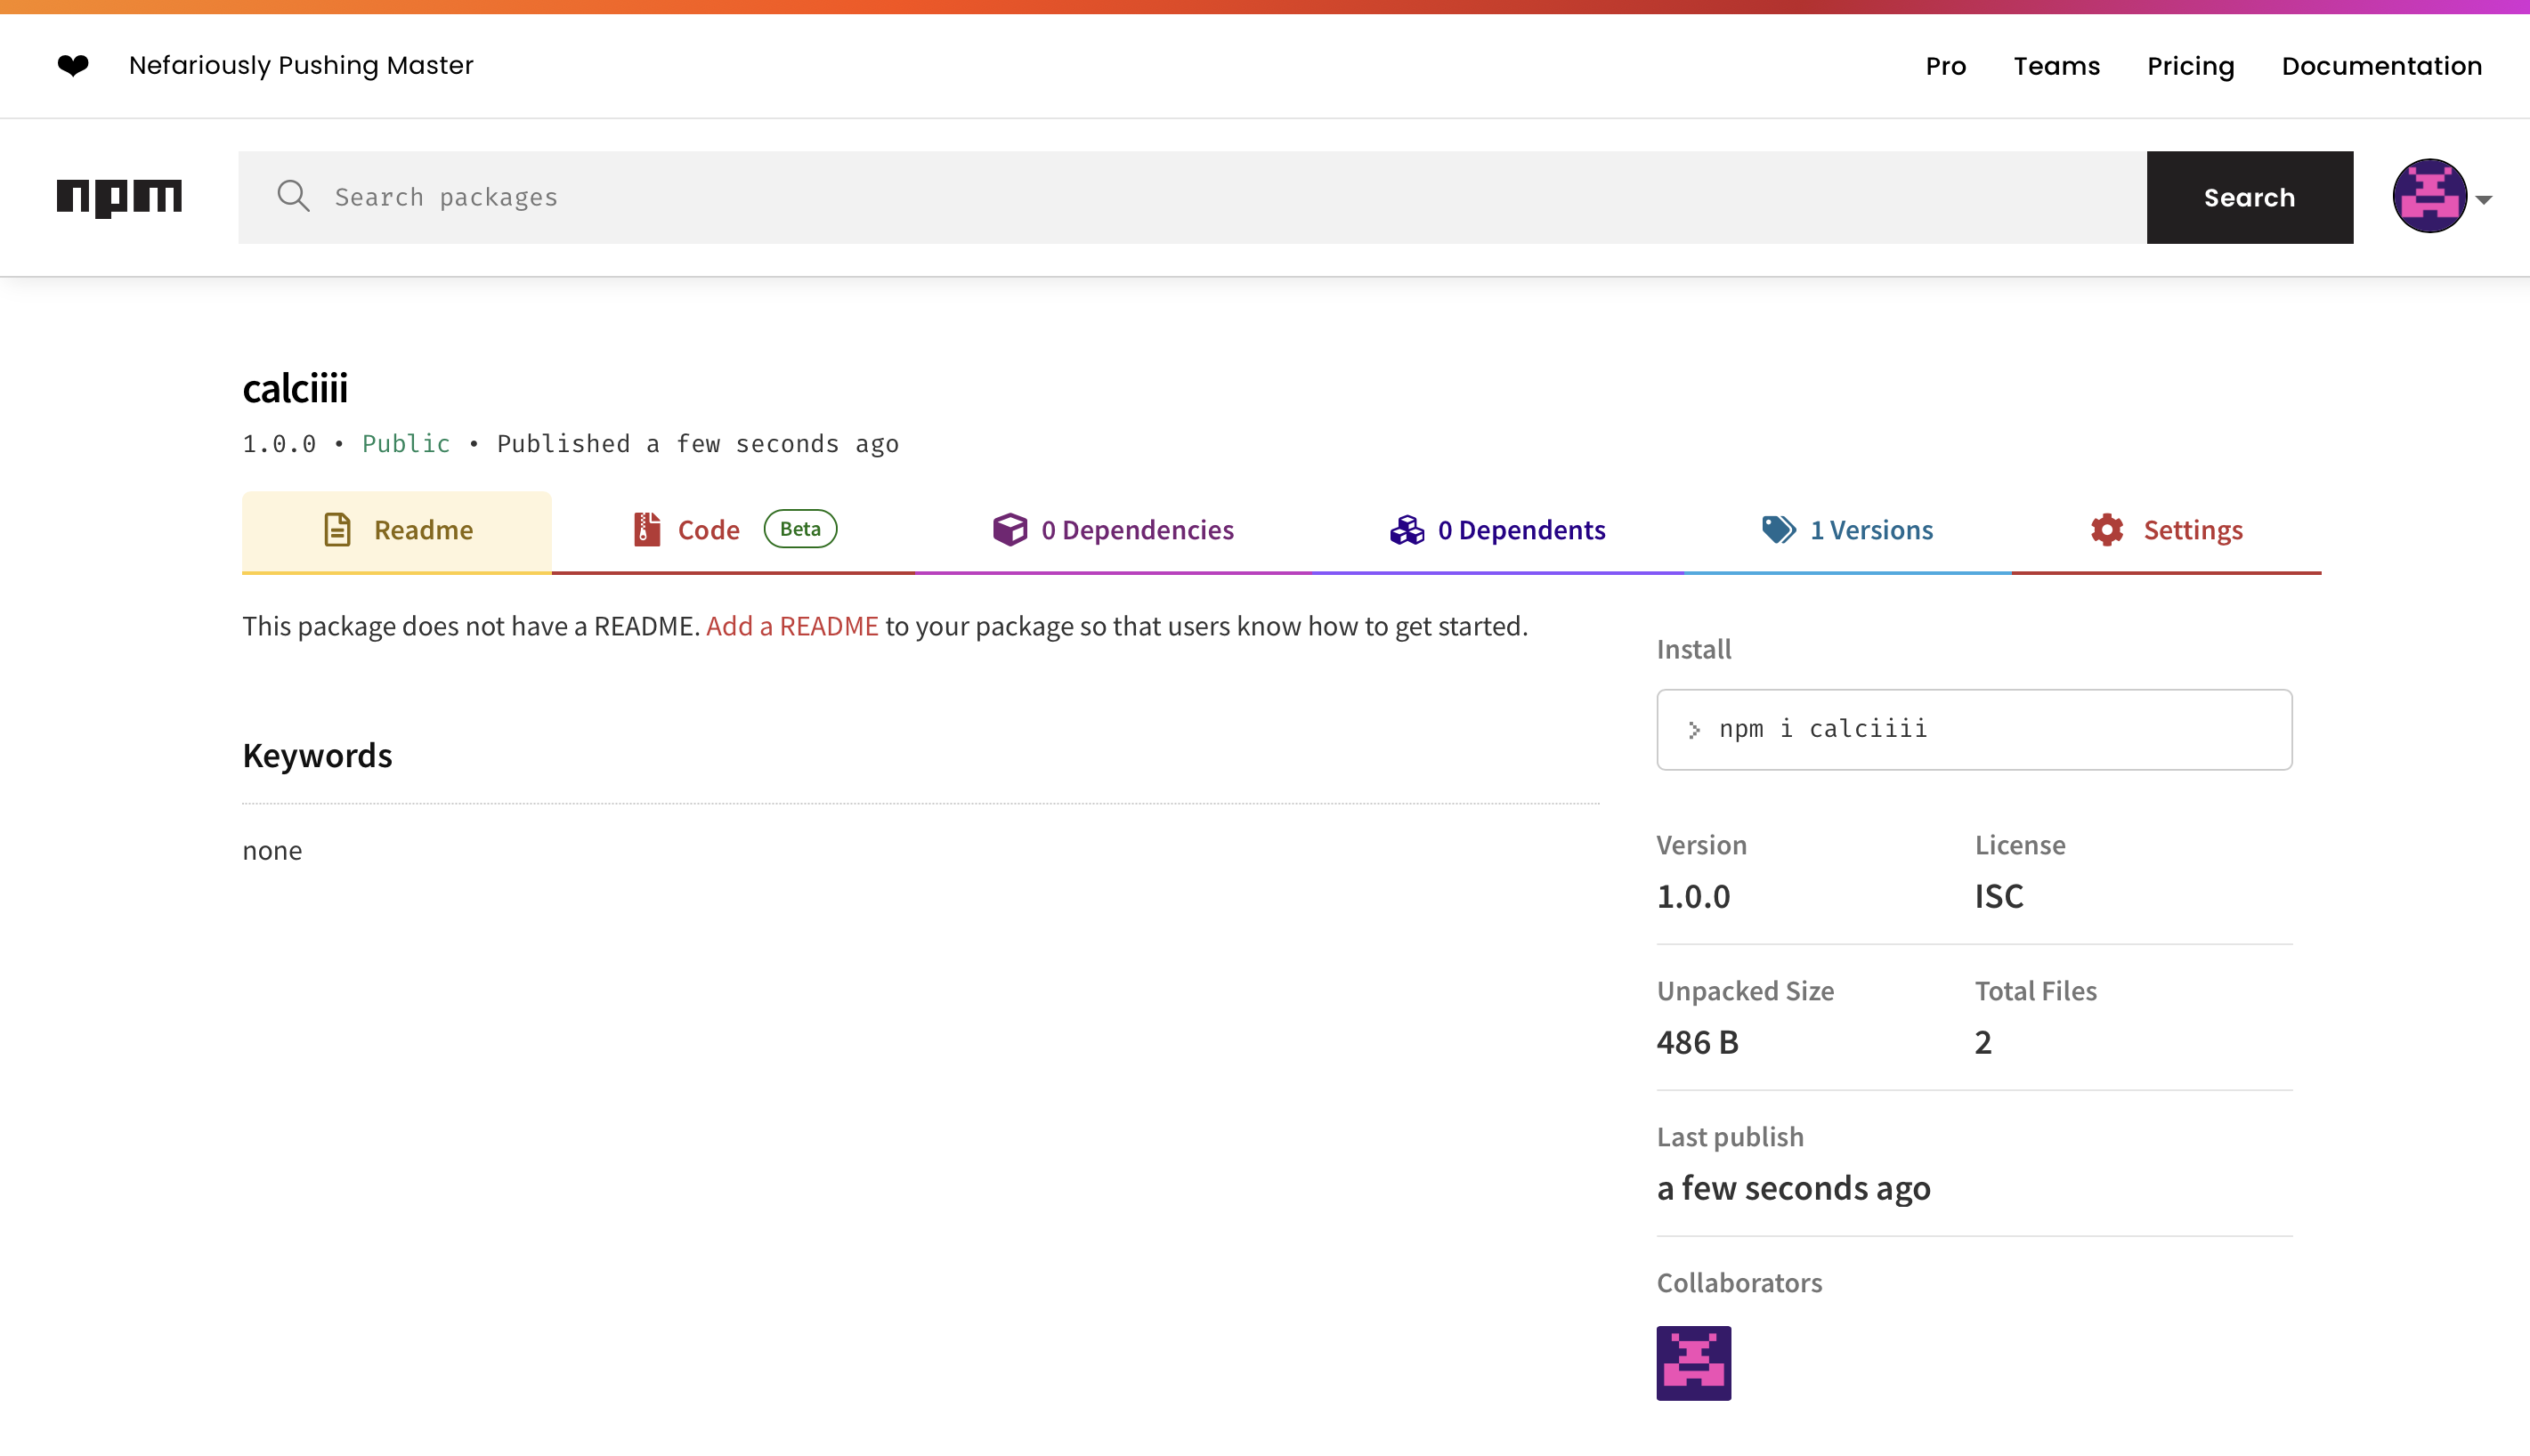 Nefariously Pushing Master
Pro Teams Pricing Documentation
npm
Search packages
Search
calciiii
1.0.0 • Public • Published a few seconds ago
Readme
Code Beta
0 Dependencies
0 Dependents
1 Versions
Settings
This package does not have a README. Add a README to your package so that users know how to get started.
Keywords
none
Install
npm i calciiii
Version
1.0.0
License
ISC
Unpacked Size
486 B
Total Files
2
Last publish
a few seconds ago
Collaborators